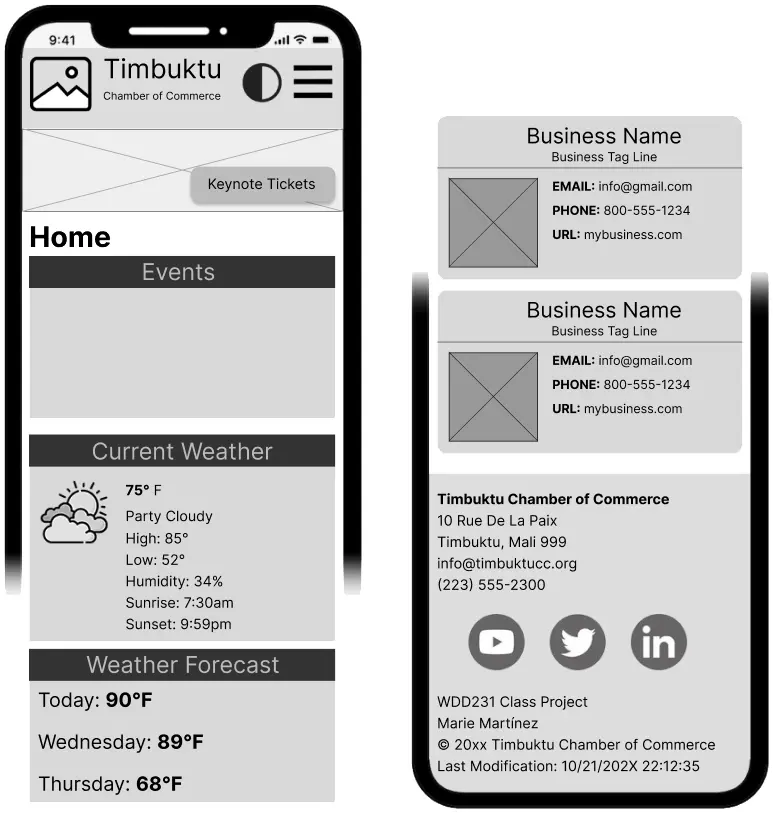 9:41
Timbuktu
Chamber of Commerce
Keynote Tickets
Home
Events
Current Weather
75° F
Party Cloudy
High: 85°
Low: 52°
Humidity: 34%
Sunrise: 7:30am
Sunset: 9:59pm
Weather Forecast
Today: 90°F
Wednesday: 89°F
Thursday: 68°F
Business Name
Business Tag Line
EMAIL: info@gmail.com
PHONE: 800-555-1234
URL: mybusiness.com
Business Name
Business Tag Line
EMAIL: info@gmail.com
PHONE: 800-555-1234
URL: mybusiness.com
Timbuktu Chamber of Commerce
10 Rue De La Paix
Timbuktu, Mali 999
info@timbuktucc.org
(223) 555-2300
in
WDD231 Class Project
Marie Martínez
© 20xx Timbuktu Chamber of Commerce
Last Modification: 10/21/202X 22:12:35